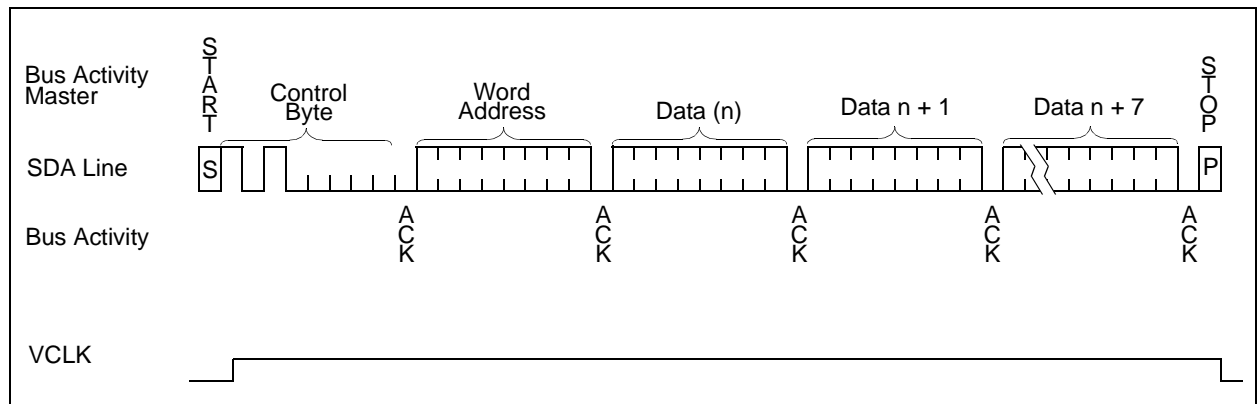 Bus Activity
Master
START
Control
Byte
Word
Address
Data (n)
Data n + 1
Data n + 7
STOP
SDA Line
S
P
Bus Activity
ACK
ACK
ACK
ACK
ACK
VCLK